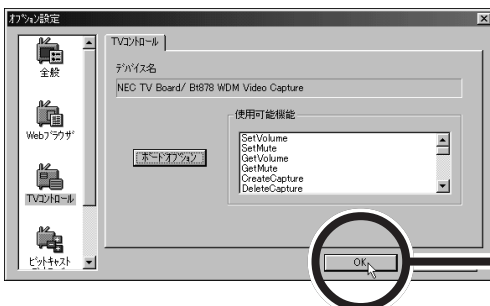 オプション設定
全般
Webブラウザ
TVコントロール
ビットキャスト
TVコントロール
デバイス名
NEC TV Board/ Bt878 WDM Video Capture
ボードオプション
使用可能機能
SetVolume
SetMute
GetVolume
GetMute
CreateCapture
DeleteCapture
OK